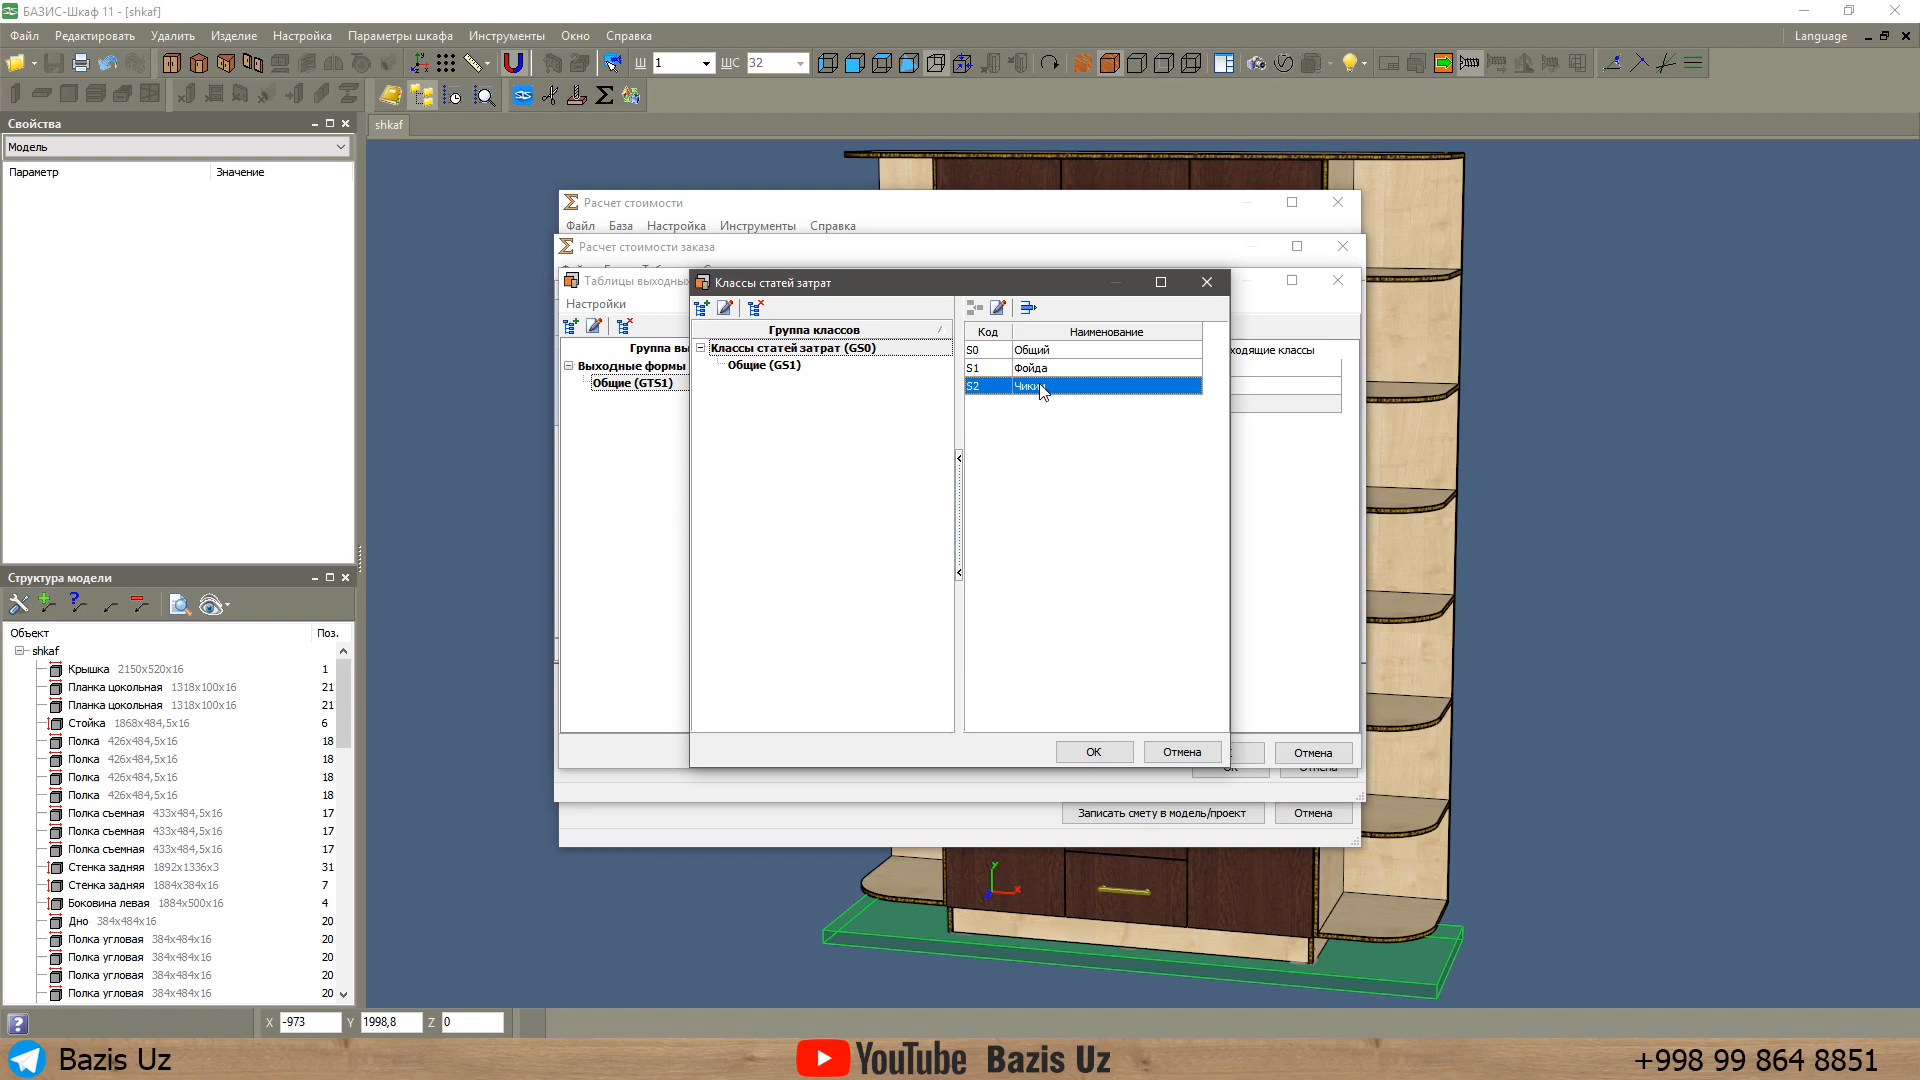 БАЗИС-Шкаф 11 - [shkaf]
Файл Редактировать Удалить Изделие Настройка Параметры шкафа Инструменты Окно Справка Language
Ш 1 ШС 32
Свойства
shkaf
Модель
Параметр Значение
Расчет стоимости
Файл База Настройка Инструменты Справка
Расчет стоимости заказа
Таблицы выходных
Настройки
Группа вы
Выходные формы
Общие (GTS1)
Классы статей затрат
Группа классов
Классы статей затрат (GS0)
Общие (GS1)
Код Наименование
S0 Общий
S1 Фойда
S2
ходящие классы
OK Отмена
Отмена
Записать смету в модель/проект Отмена
Структура модели
Объект Поз.
shkaf
Крышка 2150x520x16 1
Планка цокольная 1318x100x16 21
Планка цокольная 1318x100x16 21
Стойка 1868x484,5x16 6
Полка 426x484,5x16 18
Полка 426x484,5x16 18
Полка 426x484,5x16 18
Полка 426x484,5x16 18
Полка съемная 433x484,5x16 17
Полка съемная 433x484,5x16 17
Полка съемная 433x484,5x16 17
Стенка задняя 1892x1336x3 31
Стенка задняя 1884x384x16 7
Боковина левая 1884x500x16 4
Дно 384x484x16 20
Полка угловая 384x484x16 20
Полка угловая 384x484x16 20
Полка угловая 384x484x16 20
Полка угловая 384x484x16 20
X -973 Y 1998,8 Z 0
Bazis Uz YouTube Bazis Uz +998 99 864 8851